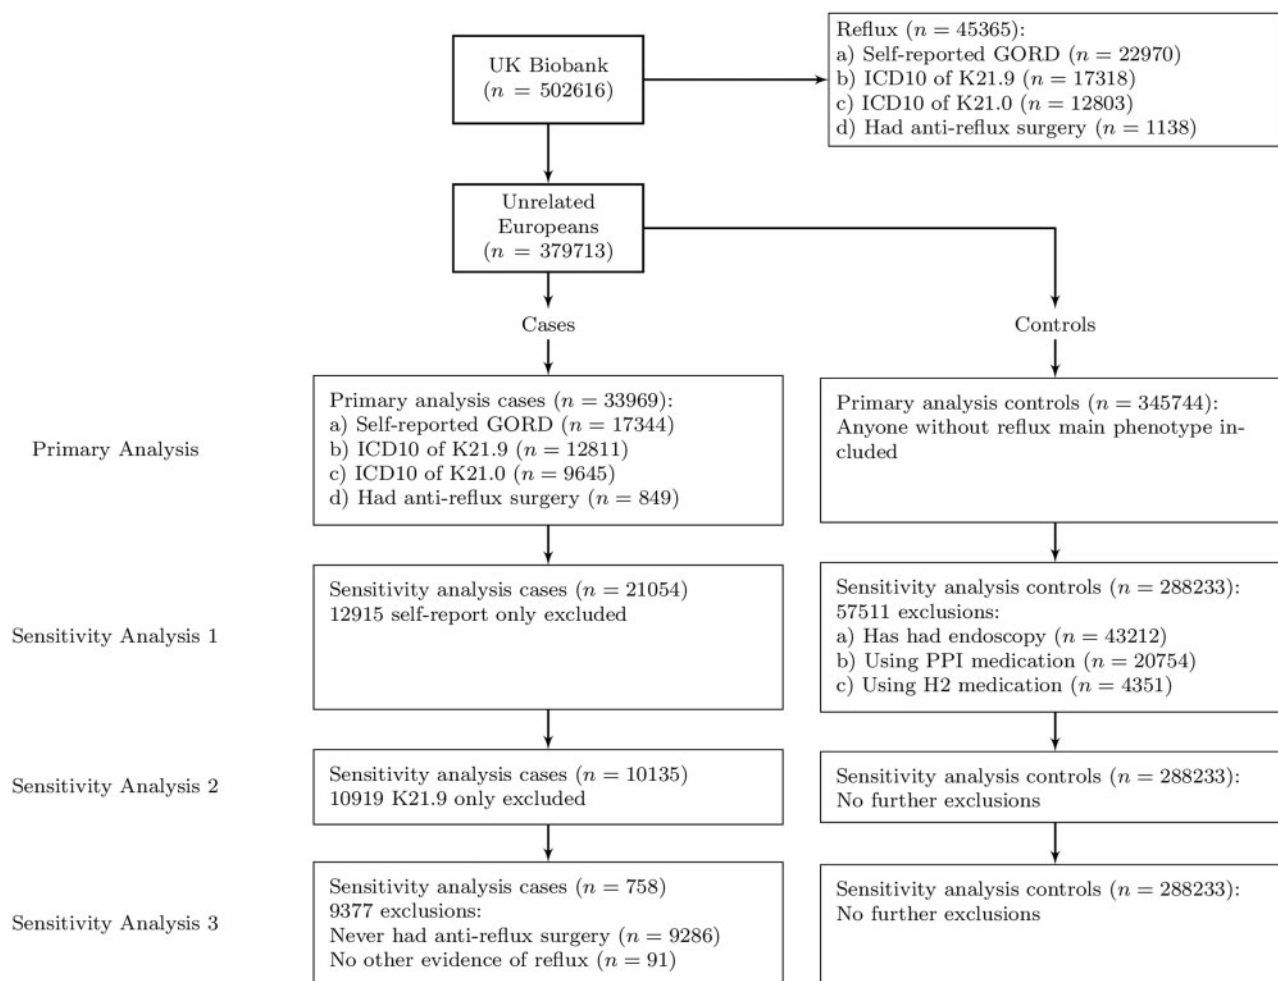 UK Biobank
(n = 502616)
Reflux (n = 45365):
a) Self-reported GORD (n = 22970)
b) ICD10 of K21.9 (n = 17318)
c) ICD10 of K21.0 (n = 12803)
d) Had anti-reflux surgery (n = 1138)
Unrelated
Europeans
(n = 379713)
Cases
Controls
Primary Analysis
Primary analysis cases (n = 33969):
a) Self-reported GORD (n = 17344)
b) ICD10 of K21.9 (n = 12811)
c) ICD10 of K21.0 (n = 9645)
d) Had anti-reflux surgery (n = 849)
Primary analysis controls (n = 345744):
Anyone without reflux main phenotype in-
cluded
Sensitivity Analysis 1
Sensitivity analysis cases (n = 21054)
12915 self-report only excluded
Sensitivity analysis controls (n = 288233):
57511 exclusions:
a) Has had endoscopy (n = 43212)
b) Using PPI medication (n = 20754)
c) Using H2 medication (n = 4351)
Sensitivity Analysis 2
Sensitivity analysis cases (n = 10135)
10919 K21.9 only excluded
Sensitivity analysis controls (n = 288233):
No further exclusions
Sensitivity Analysis 3
Sensitivity analysis cases (n = 758)
9377 exclusions:
Never had anti-reflux surgery (n = 9286)
No other evidence of reflux (n = 91)
Sensitivity analysis controls (n = 288233):
No further exclusions